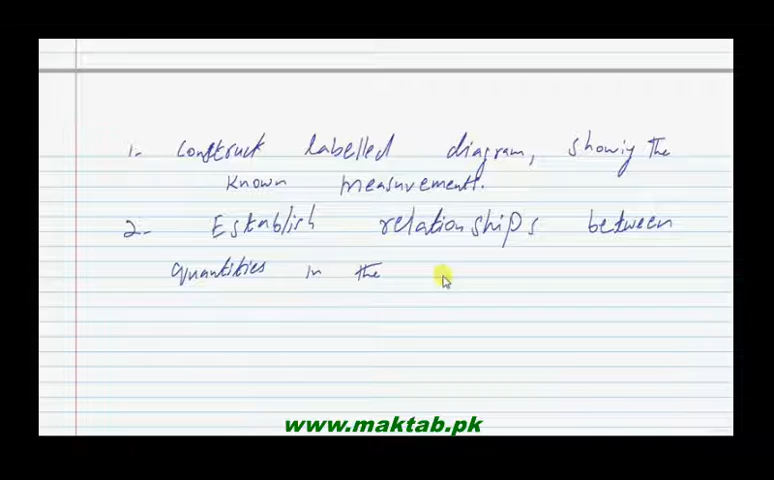 1- Construct labelled diagram, showing the
known measurement.
2- Establish relationships between
quantities in the
www.maktab.pk